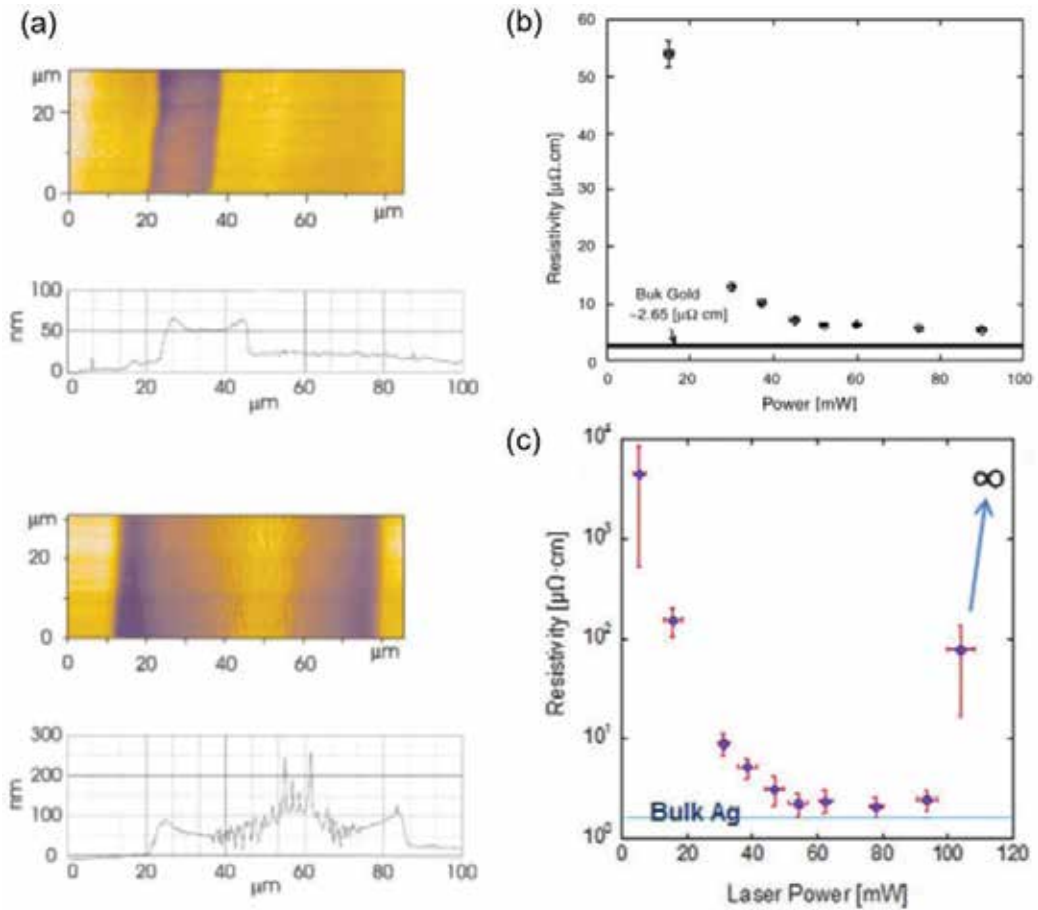 (a)
μm
20
0
0 20 40 60 μm
100
50
0
nm
0 20 40 60 80 100
μm
μm
20
0
0 20 40 60 μm
300
200
100
0
nm
0 20 40 60 80 100
μm
(b)
60
50
40
30
20
10
0
Resistivity [μΩ.cm]
Buk Gold
~2.65 [μΩ cm]
0 20 40 60 80 100
Power [mW]
(c)
10⁴
10³
10²
10¹
10⁰
Resistivity [μΩ·cm]
∞
Bulk Ag
0 20 40 60 80 100 120
Laser Power [mW]